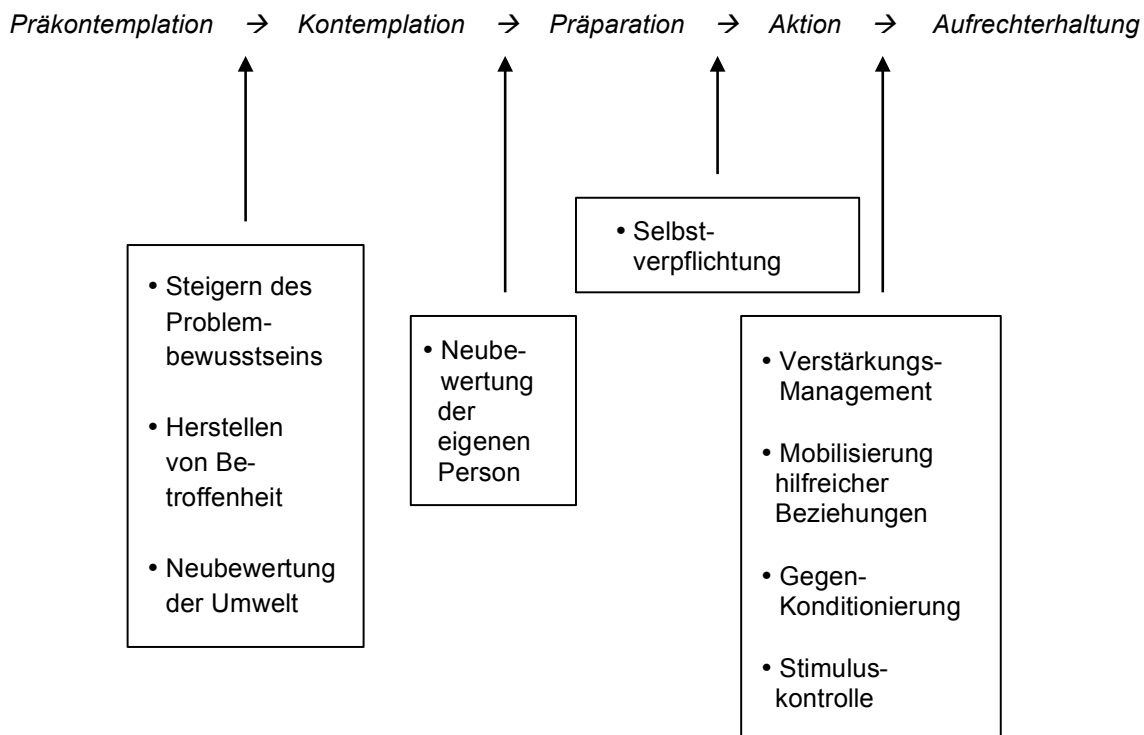 Präkontemplation → Kontemplation → Präparation → Aktion → Aufrechterhaltung
• Steigern des
Problem-
bewusstseins
• Herstellen
von Be-
troffenheit
• Neubewertung
der Umwelt
• Neube-
wertung
der
eigenen
Person
• Selbst-
verpflichtung
• Verstärkungs-
Management
• Mobilisierung
hilfreicher
Beziehungen
• Gegen-
Konditionierung
• Stimulus-
kontrolle